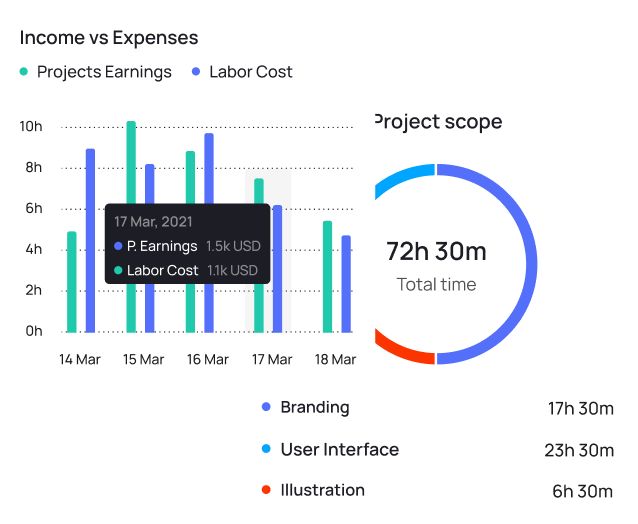 Income vs Expenses
Projects Earnings
Labor Cost
10h
8h
6h
4h
2h
0h
17 Mar, 2021
P. Earnings 1.5k USD
Labor Cost 1.1k USD
14 Mar
15 Mar
16 Mar
17 Mar
18 Mar
Project scope
72h 30m
Total time
Branding 17h 30m
User Interface 23h 30m
Illustration 6h 30m